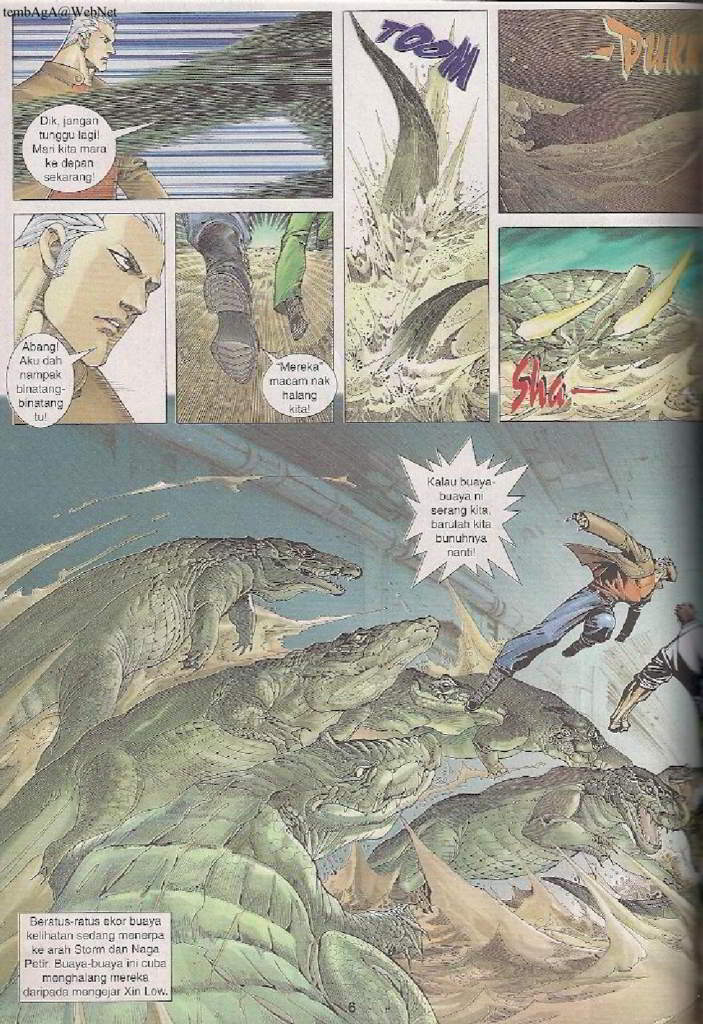 tembAgA@WebNet
Dik, jangan
tunggu lagi!
Mari kita mara
ke depan
sekarang!
TOOM
DUKK
Abang!
Aku dah
nampak
binatang-
binatang
tu!
"Mereka"
macam nak
halang
kita!
Sha—
Kalau buaya-
buaya ni
serang kita,
barulah kita
bunuhnya
nanti!
Beratus-ratus ekor buaya
kelihatan sedang menerpa
ke arah Storm dan Naga
Petir. Buaya-buaya ini cuba
menghalang mereka
daripada mengejar Xin Low.
6